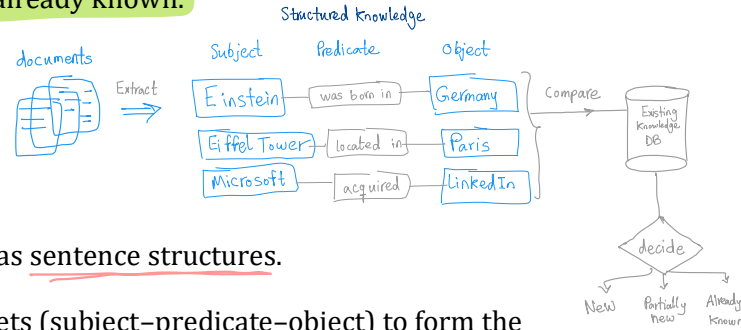 already known.
Structured Knowledge
documents
Subject Predicate Object
Extract
Einstein was born in Germany
Compare
Existing
Knowledge
DB
Eiffel Tower located in Paris
Microsoft acquired LinkedIn
decide
as sentence structures.
New Partially new Already Known
ets (subject–predicate–object) to form the